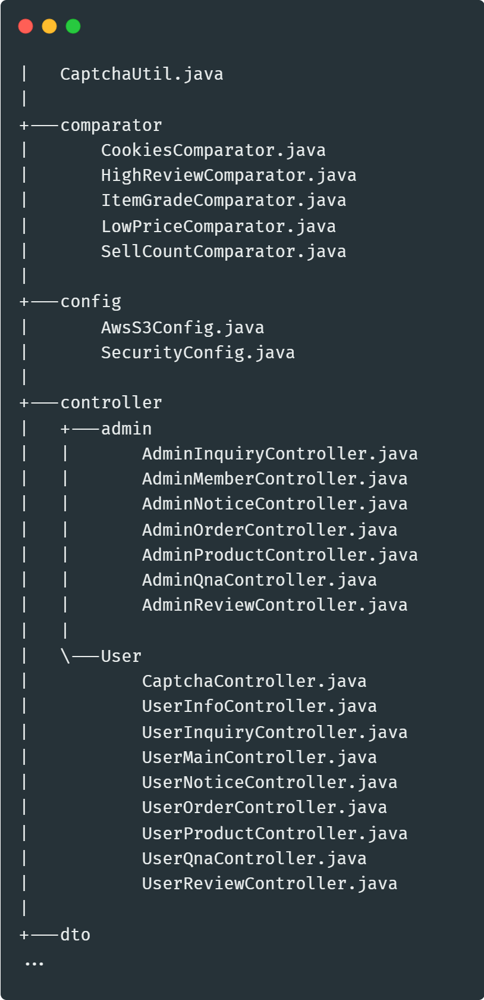 |   CaptchaUtil.java
|
+---comparator
|       CookiesComparator.java
|       HighReviewComparator.java
|       ItemGradeComparator.java
|       LowPriceComparator.java
|       SellCountComparator.java
|
+---config
|       AwsS3Config.java
|       SecurityConfig.java
|
+---controller
|   +---admin
|   |       AdminInquiryController.java
|   |       AdminMemberController.java
|   |       AdminNoticeController.java
|   |       AdminOrderController.java
|   |       AdminProductController.java
|   |       AdminQnaController.java
|   |       AdminReviewController.java
|   |
|   \---User
|           CaptchaController.java
|           UserInfoController.java
|           UserInquiryController.java
|           UserMainController.java
|           UserNoticeController.java
|           UserOrderController.java
|           UserProductController.java
|           UserQnaController.java
|           UserReviewController.java
|
+---dto
...